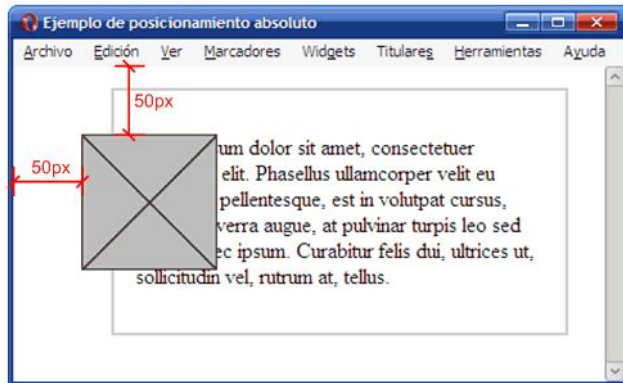 Ejemplo de posicionamiento absoluto
Archivo Edición Ver Marcadores Widgets Titulares Herramientas Ayuda
50px
um dolor sit amet, consectetuer
50px
elit. Phasellus ullamcorper velit eu
pellentesque, est in volutpat cursus,
verra augue, at pulvinar turpis leo sed
ec ipsum. Curabitur felis dui, ultrices ut,
sollicitudin vel, rutrum at, tellus.